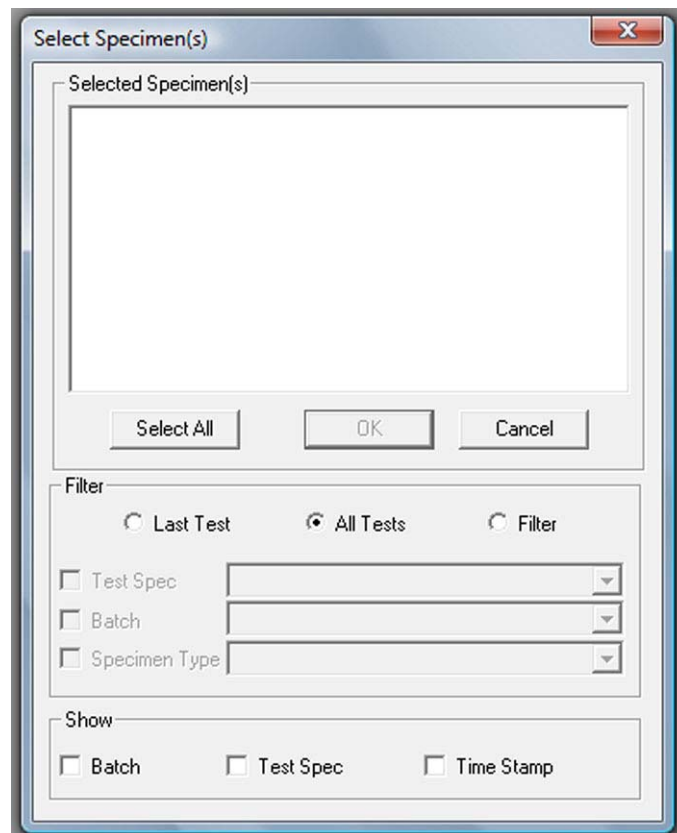 Select Specimen(s)
Selected Specimen(s)
Select All OK Cancel
Filter
Last Test All Tests Filter
Test Spec
Batch
Specimen Type
Show
Batch Test Spec Time Stamp